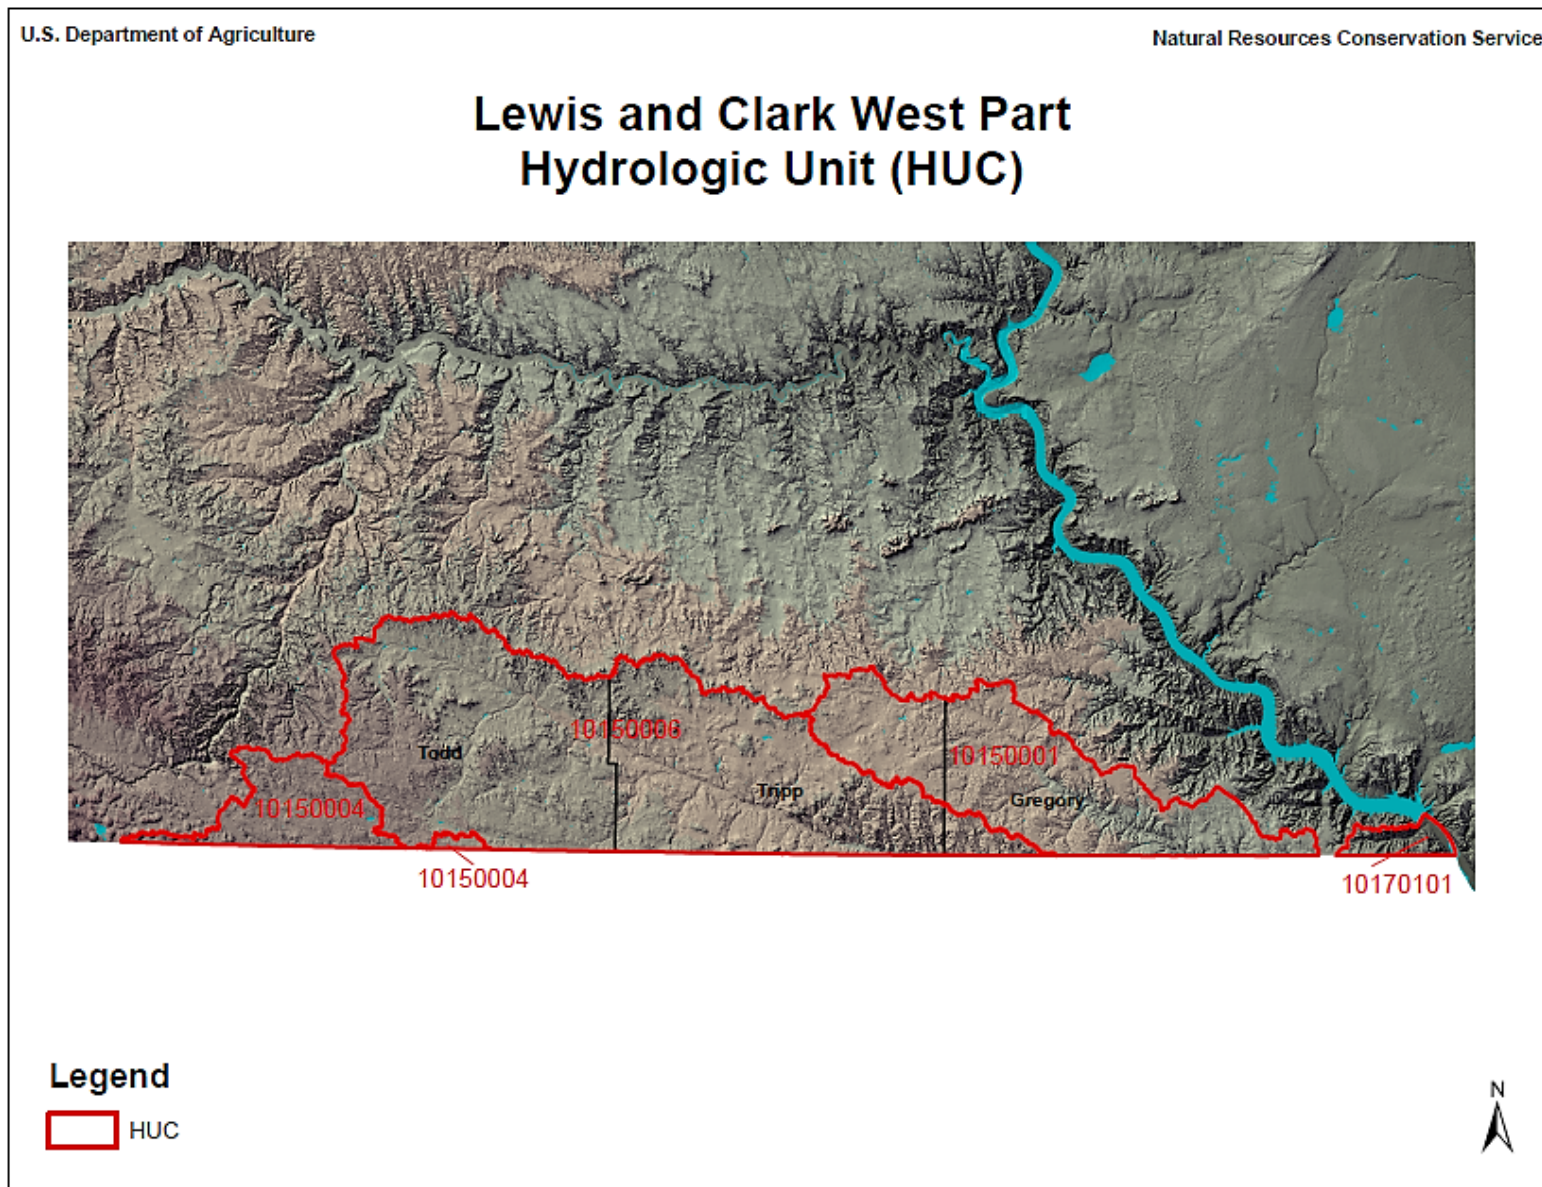 U.S. Department of Agriculture
Natural Resources Conservation Service
Lewis and Clark West Part
Hydrologic Unit (HUC)
10150006
Todd
10150001
Tripp
Gregory
10150004
10150004
10170101
Legend
HUC
N